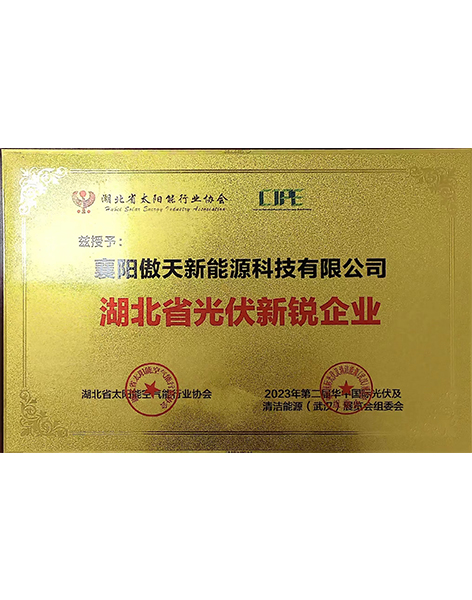 湖北省太阳能行业协会 CIPE
Hubei Solar Energy Industry Association
兹授予：
襄阳傲天新能源科技有限公司
湖北省光伏新锐企业
湖北省太阳能空气能行业协会
2023年第二届华中国际光伏及
清洁能源（武汉）展览会组委会